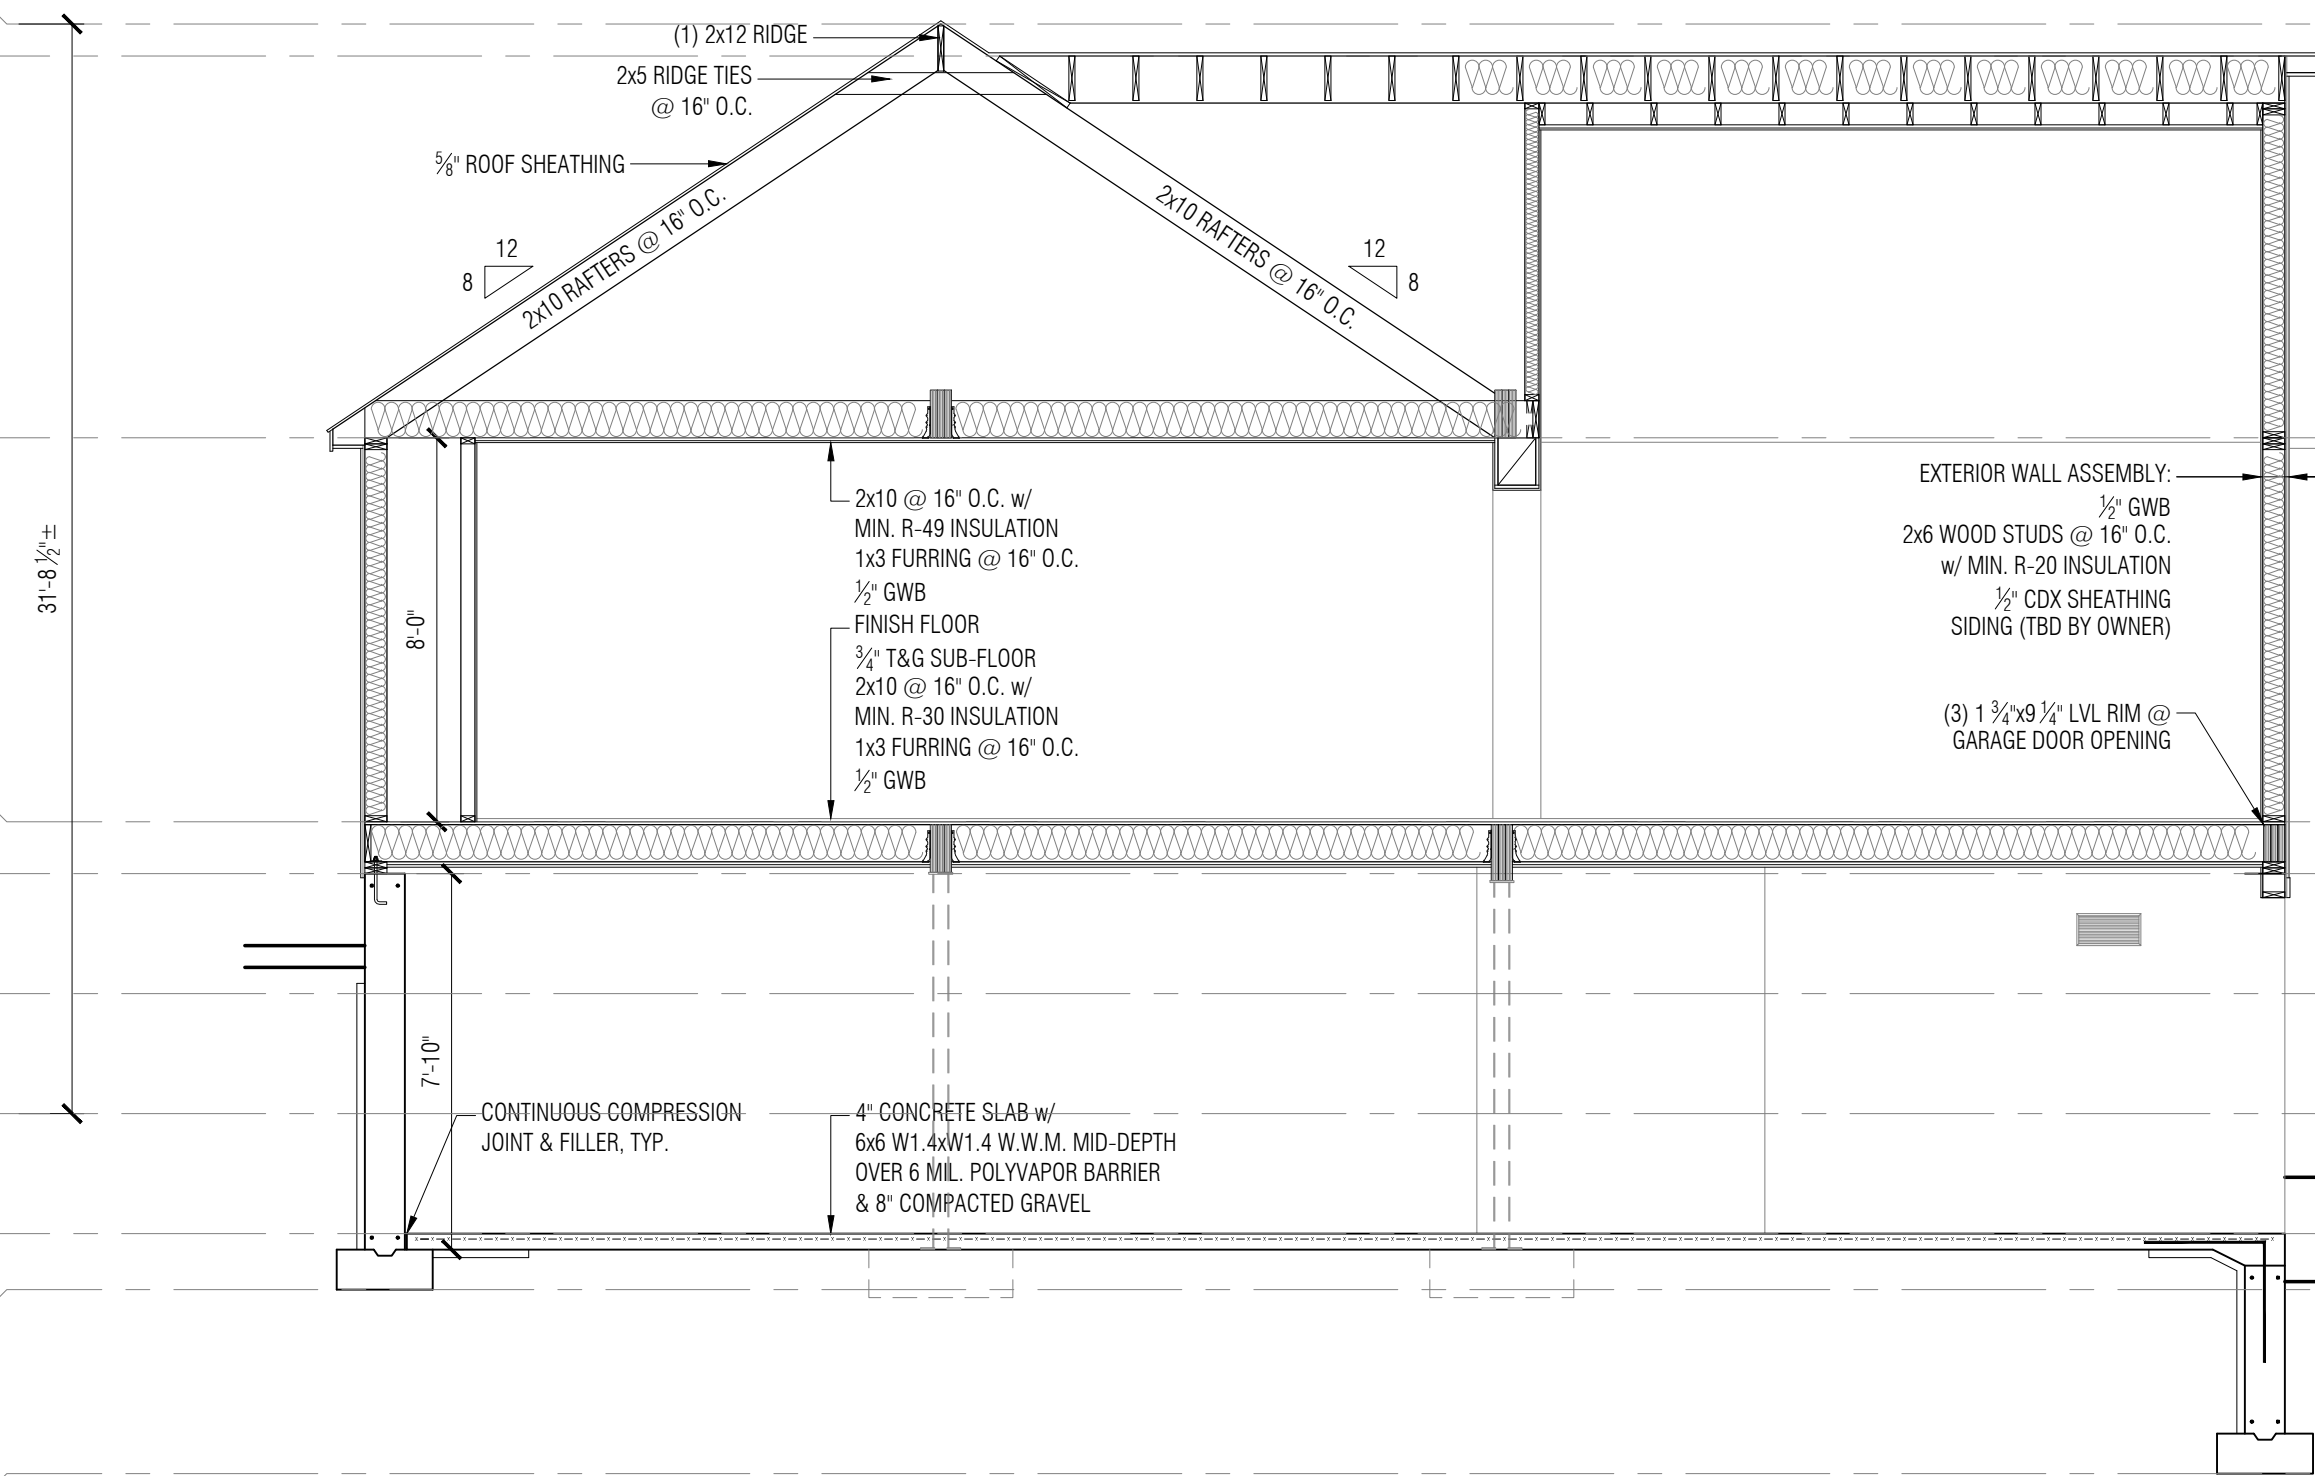 (1) 2x12 RIDGE
2x5 RIDGE TIES
@ 16" O.C.
⅝" ROOF SHEATHING
12
8
2x10 RAFTERS @ 16" O.C.
2x10 RAFTERS @ 16" O.C.
12
8
31'-8 ½"±
8'-0"
2x10 @ 16" O.C. w/
MIN. R-49 INSULATION
1x3 FURRING @ 16" O.C.
½" GWB
FINISH FLOOR
¾" T&G SUB-FLOOR
2x10 @ 16" O.C. w/
MIN. R-30 INSULATION
1x3 FURRING @ 16" O.C.
½" GWB
EXTERIOR WALL ASSEMBLY:
½" GWB
2x6 WOOD STUDS @ 16" O.C.
w/ MIN. R-20 INSULATION
½" CDX SHEATHING
SIDING (TBD BY OWNER)
(3) 1 ¾"x9 ¼" LVL RIM @
GARAGE DOOR OPENING
7'-10"
CONTINUOUS COMPRESSION
JOINT & FILLER, TYP.
4" CONCRETE SLAB w/
6x6 W1.4xW1.4 W.W.M. MID-DEPTH
OVER 6 MIL. POLYVAPOR BARRIER
& 8" COMPACTED GRAVEL